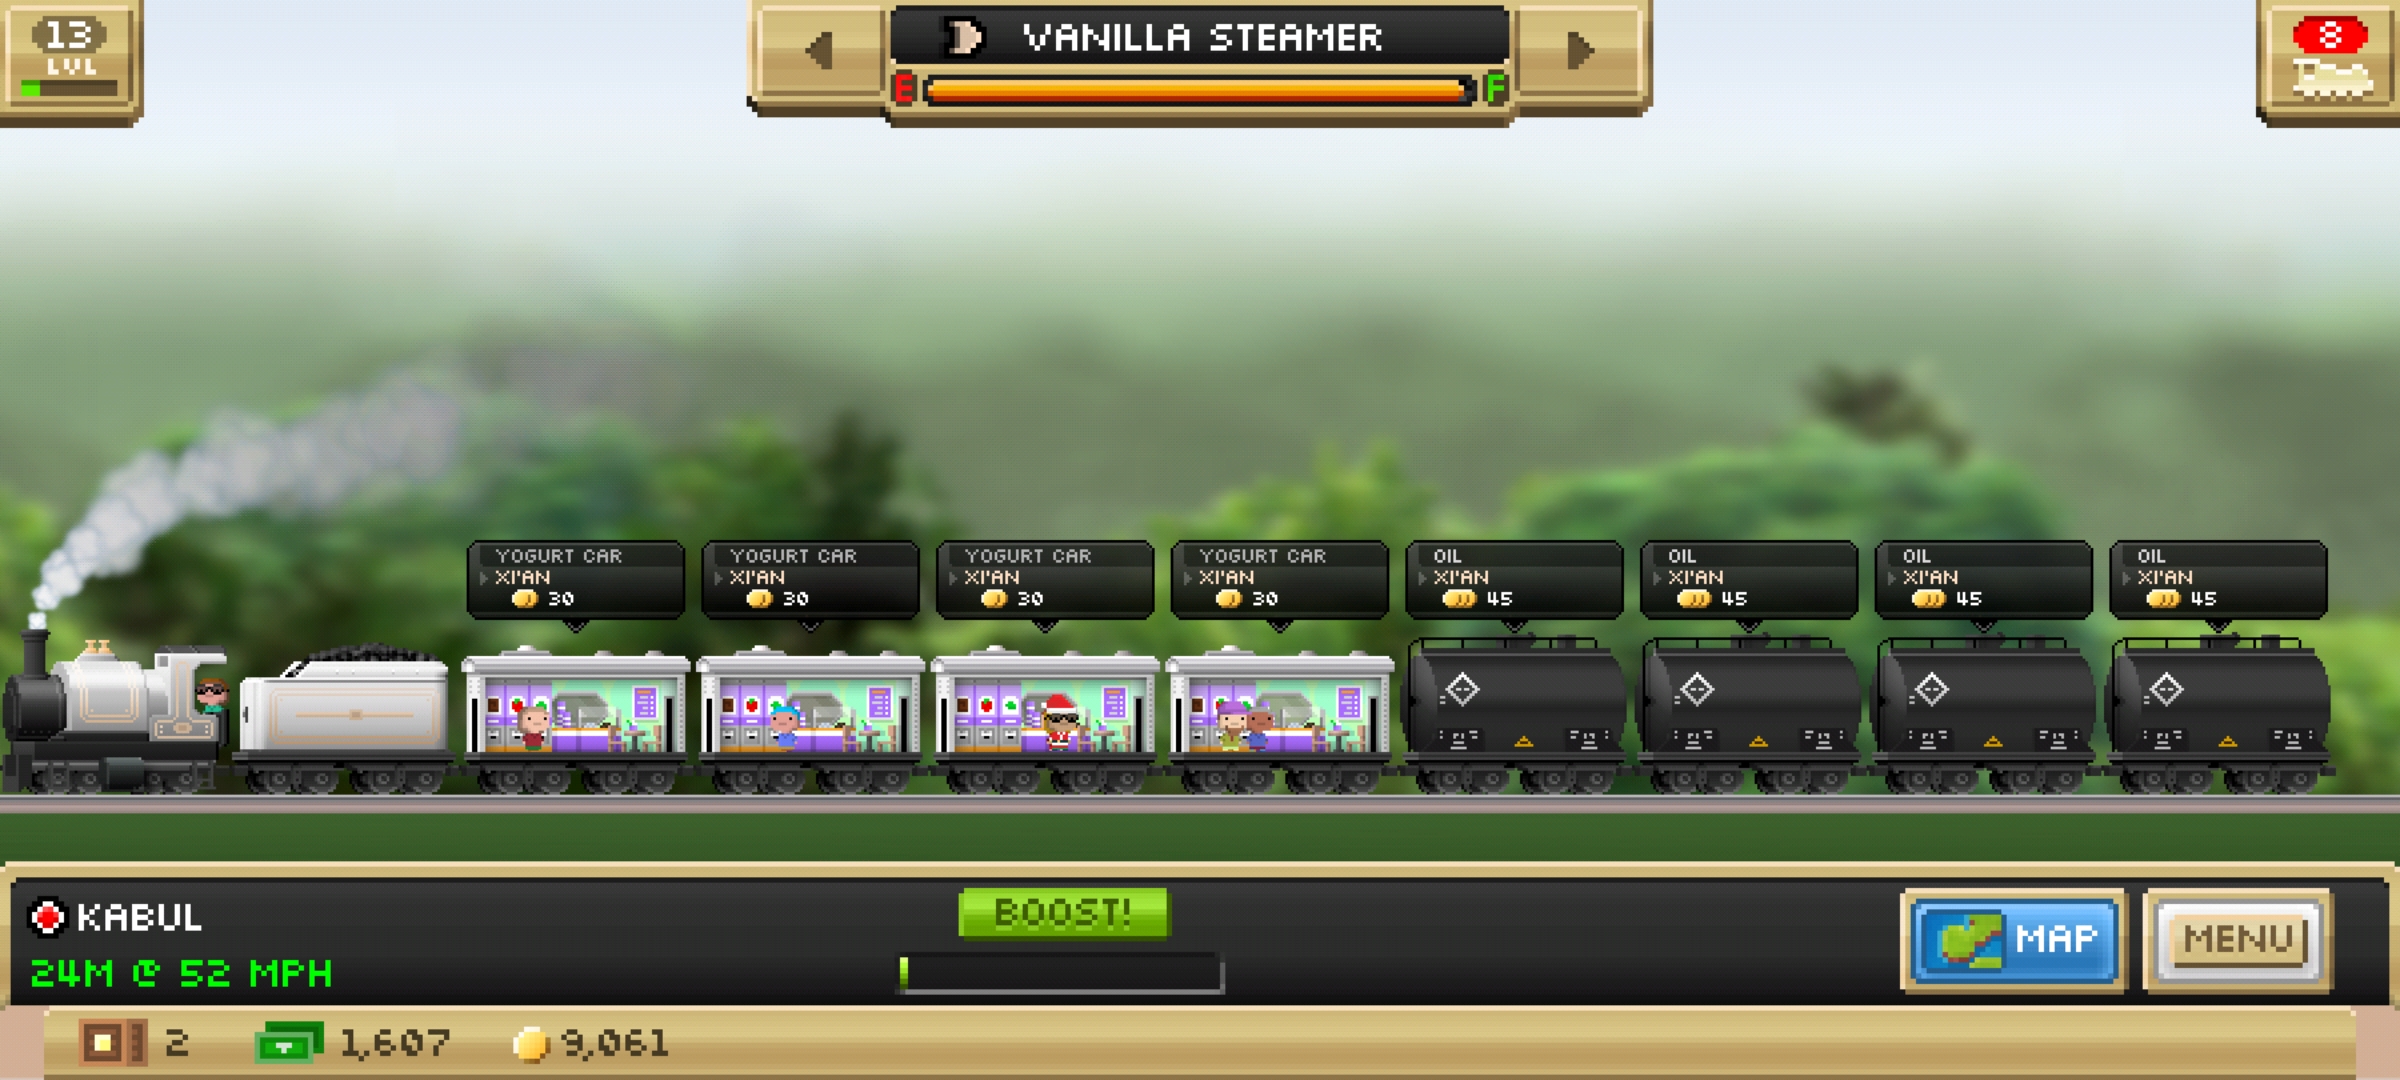 13
LVL
VANILLA STEAMER
E F
8
YOGURT CAR
XI'AN
30
YOGURT CAR
XI'AN
30
YOGURT CAR
XI'AN
30
YOGURT CAR
XI'AN
30
OIL
XI'AN
45
OIL
XI'AN
45
OIL
XI'AN
45
OIL
XI'AN
45
KABUL
24M @ 52 MPH
BOOST!
MAP
MENU
2
1,607
9,061